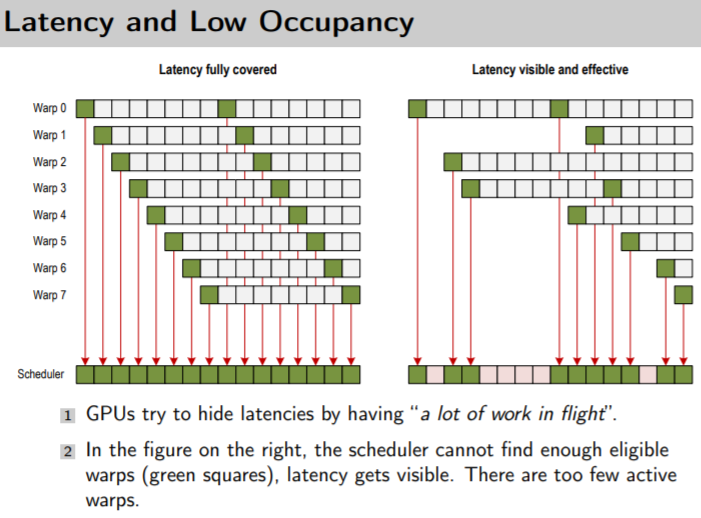 Latency and Low Occupancy
Latency fully covered
Latency visible and effective
Warp 0
Warp 1
Warp 2
Warp 3
Warp 4
Warp 5
Warp 6
Warp 7
Scheduler
1 GPUs try to hide latencies by having “a lot of work in flight”.
2 In the figure on the right, the scheduler cannot find enough eligible
warps (green squares), latency gets visible. There are too few active
warps.